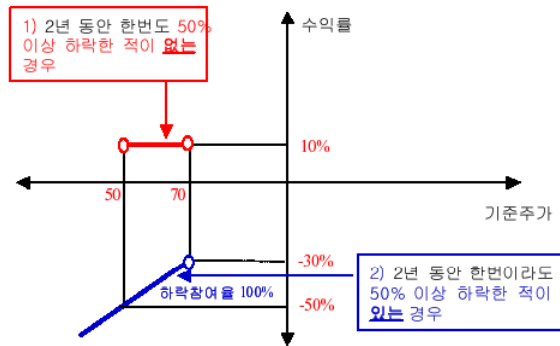 1) 2년 동안 한번도 50%
이상 하락한 적이 없는
경우
수익률
10%
50
70
기준주가
-30%
하락참여율 100%
-50%
2) 2년 동안 한번이라도
50% 이상 하락한 적이
있는 경우